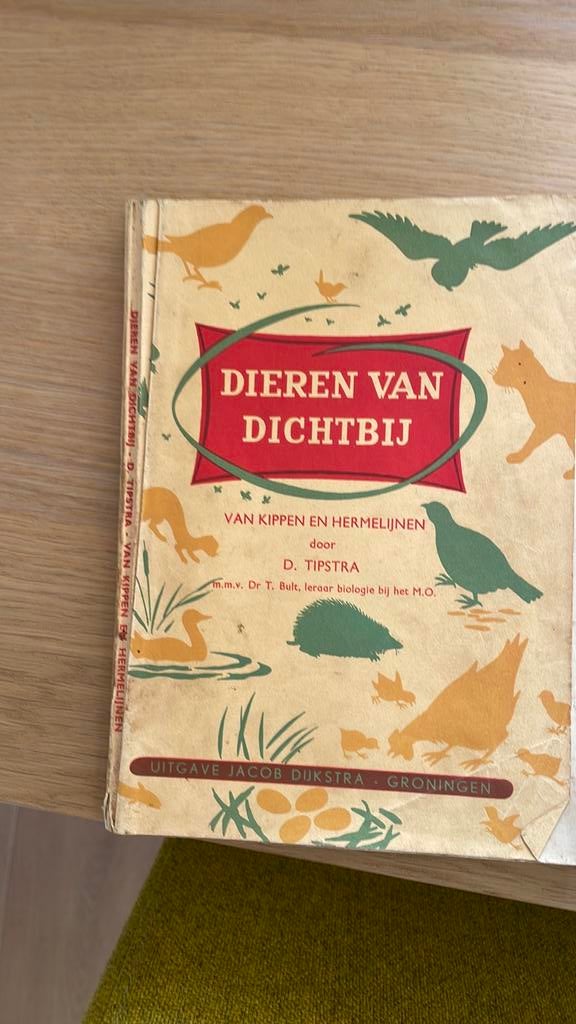 DIEREN VAN
DICHTBIJ
VAN KIPPEN EN HERMELIJNEN
door
D. TIPSTRA
m.m.v. Dr T. Bult, leraar biologie bij het M.O.
UITGAVE JACOB DIJKSTRA - GRONINGEN
DIEREN VAN DICHTBIJ - D. TIPSTRA - VAN KIPPEN EN HERMELIJNEN